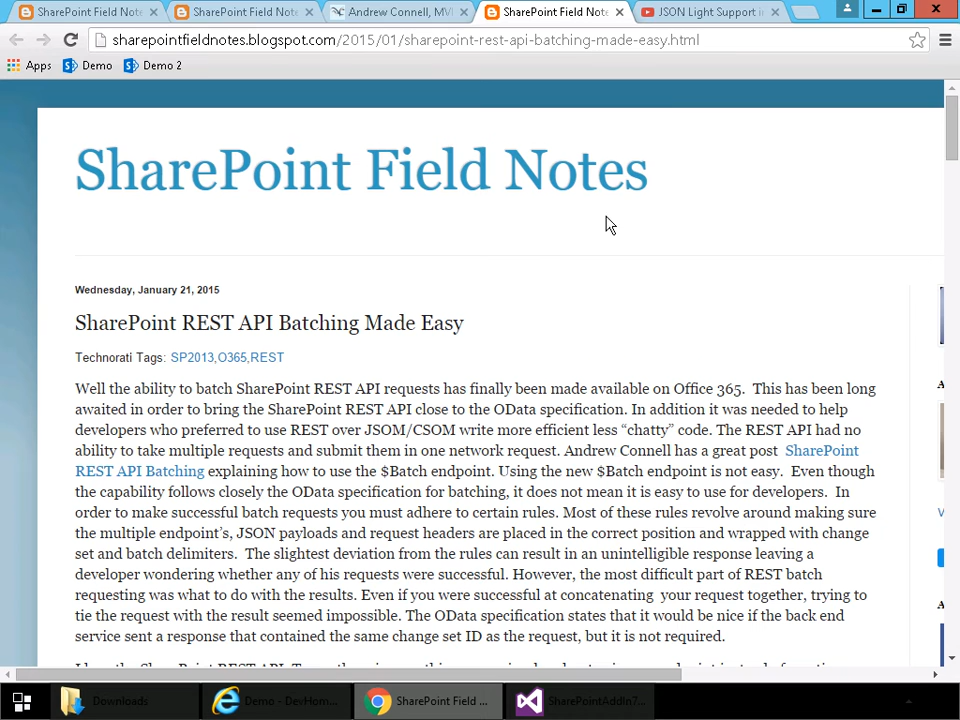 SharePoint Field Note
SharePoint Field Note
Andrew Connell, MVP
SharePoint Field Note
JSON Light Support in
sharepointfieldnotes.blogspot.com/2015/01/sharepoint-rest-api-batching-made-easy.html
Apps Demo Demo 2
SharePoint Field Notes
Wednesday, January 21, 2015
SharePoint REST API Batching Made Easy
Technorati Tags: SP2013,O365,REST
Well the ability to batch SharePoint REST API requests has finally been made available on Office 365.  This has been long
awaited in order to bring the SharePoint REST API close to the OData specification. In addition it was needed to help
developers who preferred to use REST over JSOM/CSOM write more efficient less “chatty” code. The REST API had no
ability to take multiple requests and submit them in one network request. Andrew Connell has a great post  SharePoint
REST API Batching explaining how to use the $Batch endpoint. Using the new $Batch endpoint is not easy.  Even though
the capability follows closely the OData specification for batching, it does not mean it is easy to use for developers.  In
order to make successful batch requests you must adhere to certain rules. Most of these rules revolve around making sure
the multiple endpoint’s, JSON payloads and request headers are placed in the correct position and wrapped with change
set and batch delimiters.  The slightest deviation from the rules can result in an unintelligible response leaving a
developer wondering whether any of his requests were successful. However, the most difficult part of REST batch
requesting was what to do with the results. Even if you were successful at concatenating  your request together, trying to
tie the request with the result seemed impossible. The OData specification states that it would be nice if the back end
service sent a response that contained the same change set ID as the request, but it is not required.
Downloads
Demo - DevHom...
SharePoint Field ...
SharePointAddIn7...